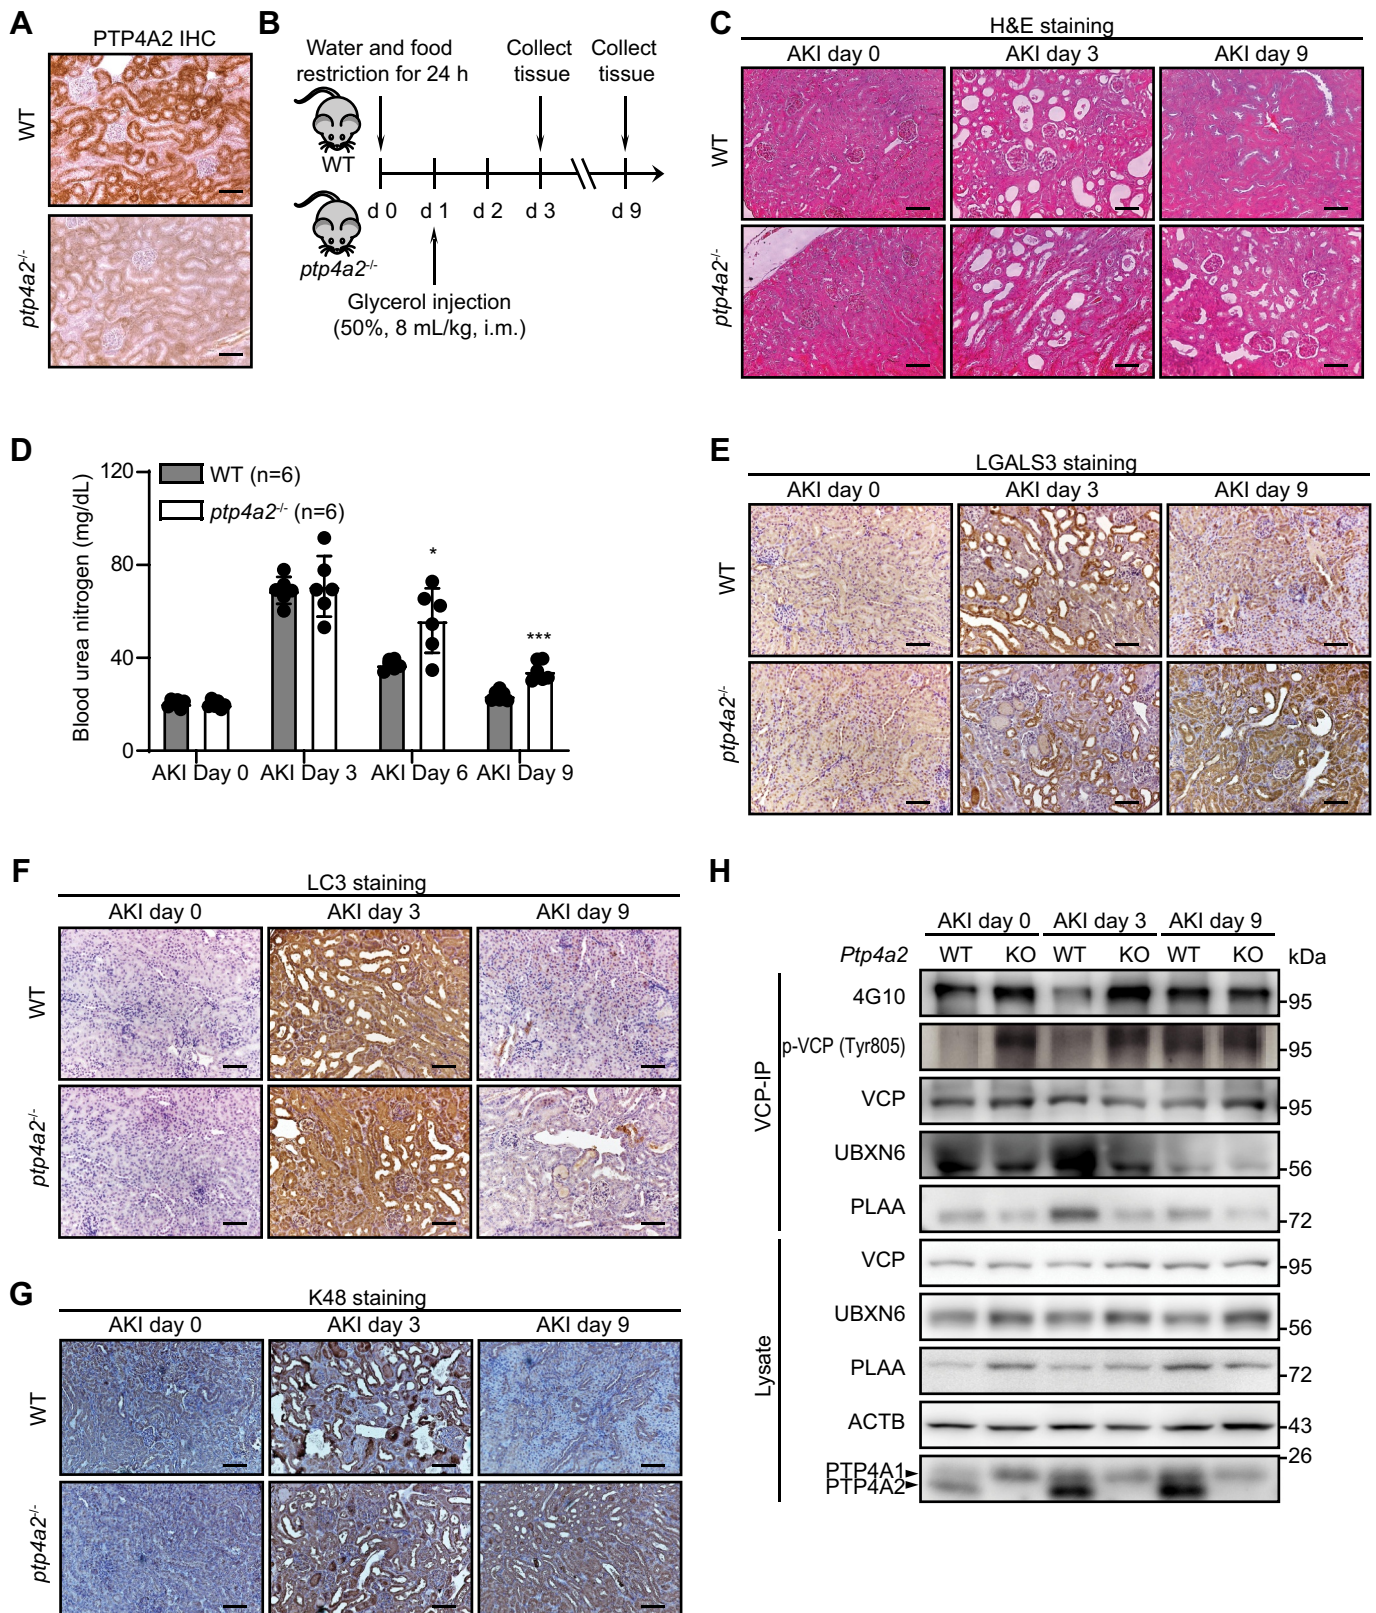 A
PTP4A2 IHC
WT
ptp4a2-/-
B
Water and food
restriction for 24 h
Collect
tissue
Collect
tissue
WT
d 0
d 1
d 2
d 3
d 9
ptp4a2-/-
Glycerol injection
(50%, 8 mL/kg, i.m.)
C
H&E staining
AKI day 0
AKI day 3
AKI day 9
WT
ptp4a2-/-
D
Blood urea nitrogen (mg/dL)
120
80
40
0
WT (n=6)
ptp4a2-/- (n=6)
*
***
AKI Day 0
AKI Day 3
AKI Day 6
AKI Day 9
E
LGALS3 staining
AKI day 0
AKI day 3
AKI day 9
WT
ptp4a2-/-
F
LC3 staining
AKI day 0
AKI day 3
AKI day 9
WT
ptp4a2-/-
G
K48 staining
AKI day 0
AKI day 3
AKI day 9
WT
ptp4a2-/-
H
AKI day 0 AKI day 3 AKI day 9
Ptp4a2 WT KO WT KO WT KO kDa
VCP-IP
4G10 95
p-VCP (Tyr805) 95
VCP 95
UBXN6 56
PLAA 72
Lysate
VCP 95
UBXN6 56
PLAA 72
ACTB 43
26
PTP4A1
PTP4A2